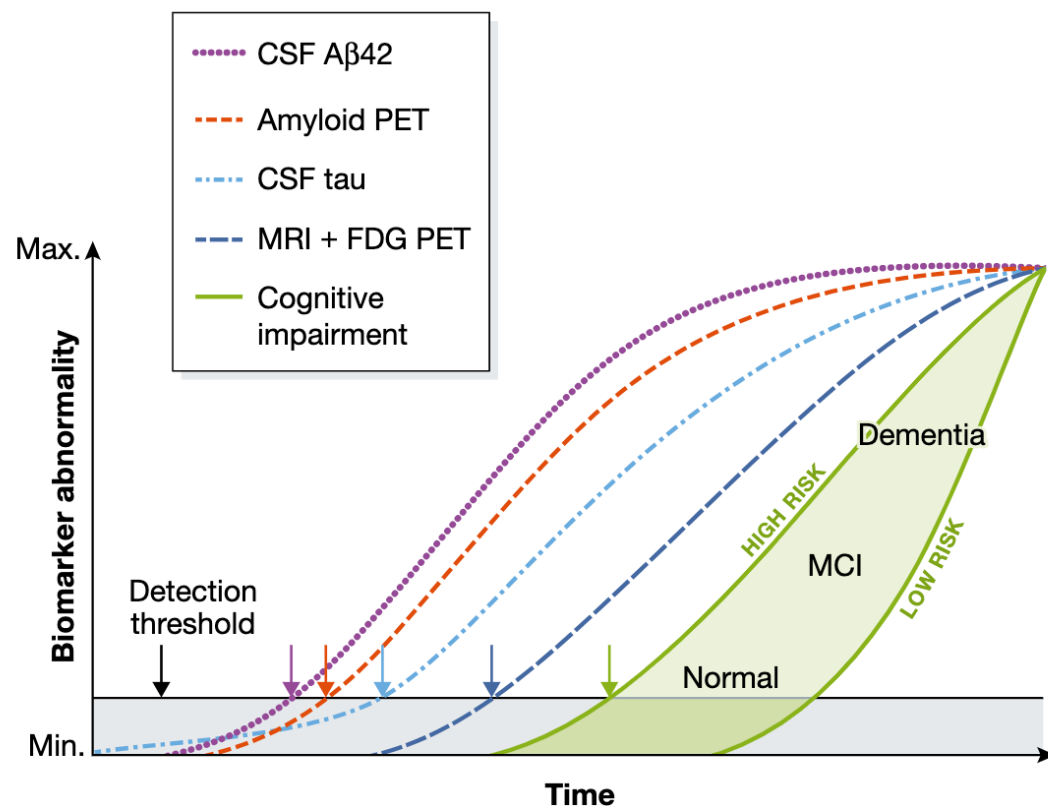 CSF Aβ42
Amyloid PET
CSF tau
MRI + FDG PET
Cognitive
impairment
Max.
Biomarker abnormality
Detection
threshold
Min.
Dementia
HIGH RISK
MCI
LOW RISK
Normal
Time